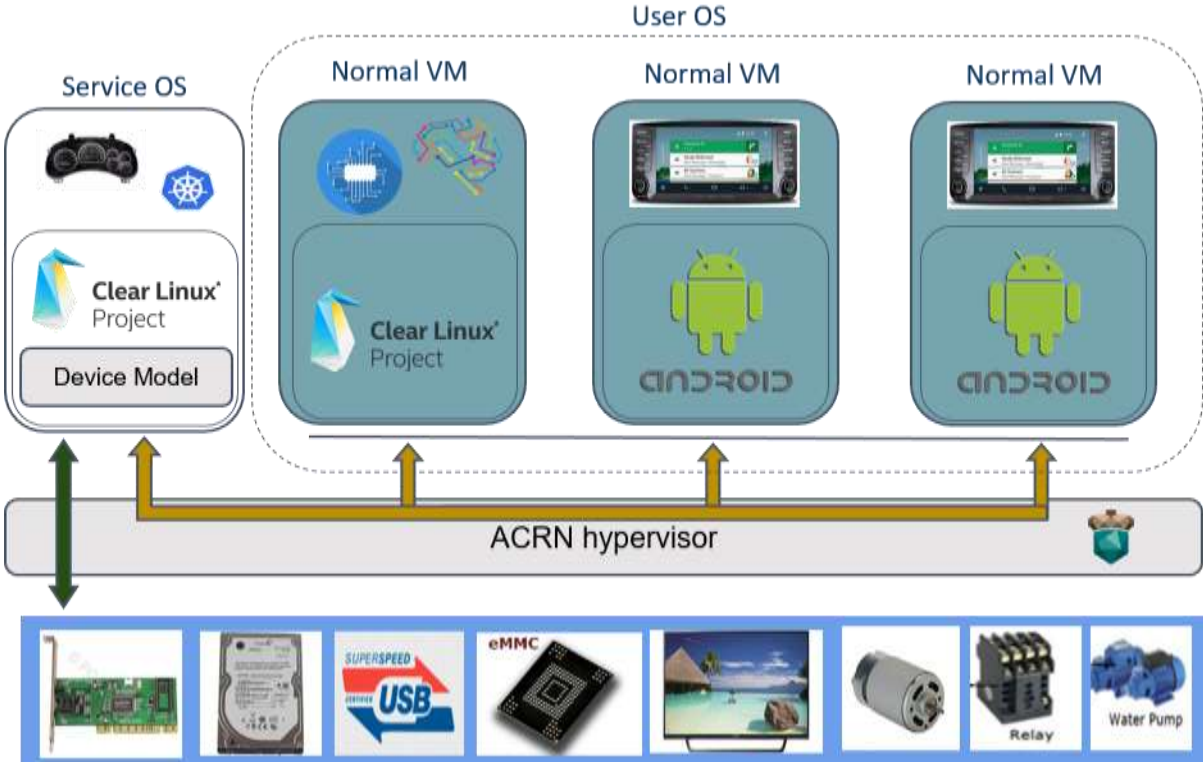 User OS
Service OS
Normal VM
Normal VM
Normal VM
Clear Linux*
Project
Device Model
Clear Linux*
Project
ANDROID
ANDROID
ACRN hypervisor
SUPERSPEED
CERTIFIED
USB
eMMC
Relay
Water Pump